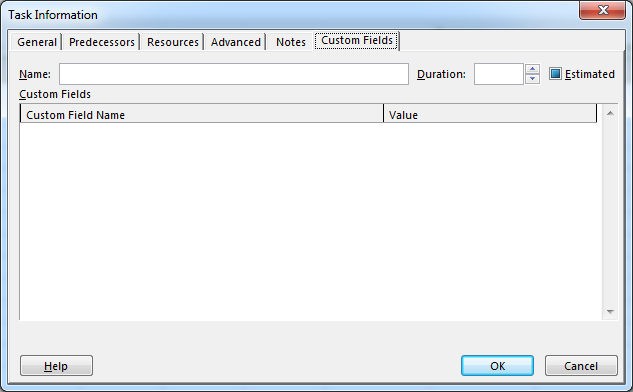 Task Information
General Predecessors Resources Advanced Notes Custom Fields
Name: Duration: Estimated
Custom Fields
Custom Field Name Value
Help OK Cancel